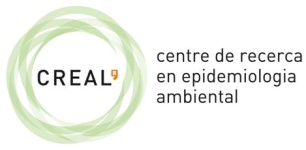 CREAL
centre de recerca
en epidemiologia
ambiental